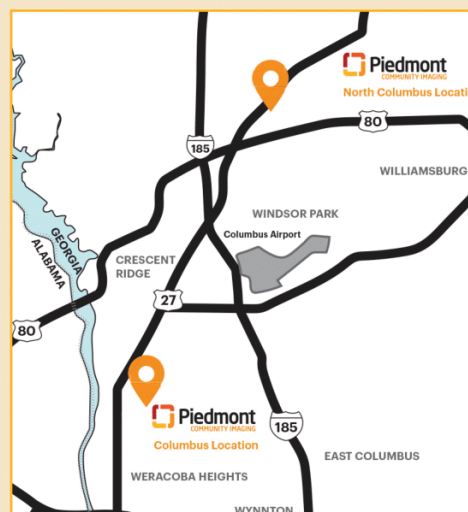 Piedmont
COMMUNITY IMAGING
North Columbus Locati
80
185
WILLIAMSBURG
WINDSOR PARK
Columbus Airport
GEORGIA
ALABAMA
CRESCENT
RIDGE
27
80
Piedmont
COMMUNITY IMAGING
Columbus Location
185
EAST COLUMBUS
WERACOBA HEIGHTS
WYNNTON